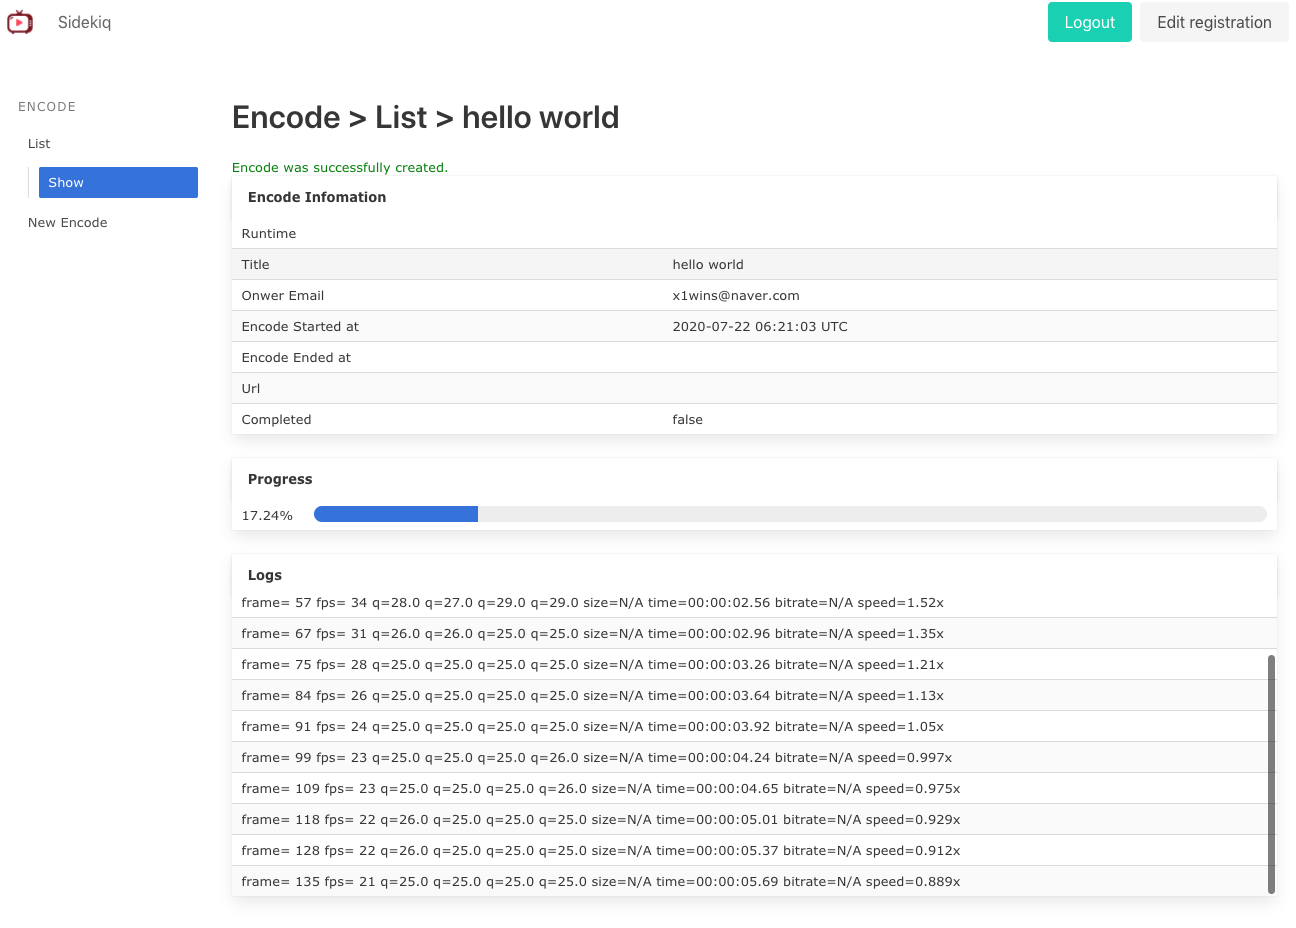 Sidekiq
Logout
Edit registration
ENCODE
List
Show
New Encode
Encode > List > hello world
Encode was successfully created.
Encode Infomation
Runtime
Title hello world
Onwer Email x1wins@naver.com
Encode Started at 2020-07-22 06:21:03 UTC
Encode Ended at
Url
Completed false
Progress
17.24%
Logs
frame= 57 fps= 34 q=28.0 q=27.0 q=29.0 q=29.0 size=N/A time=00:00:02.56 bitrate=N/A speed=1.52x
frame= 67 fps= 31 q=26.0 q=26.0 q=25.0 q=25.0 size=N/A time=00:00:02.96 bitrate=N/A speed=1.35x
frame= 75 fps= 28 q=25.0 q=25.0 q=25.0 q=25.0 size=N/A time=00:00:03.26 bitrate=N/A speed=1.21x
frame= 84 fps= 26 q=25.0 q=25.0 q=25.0 q=25.0 size=N/A time=00:00:03.64 bitrate=N/A speed=1.13x
frame= 91 fps= 24 q=25.0 q=25.0 q=25.0 q=25.0 size=N/A time=00:00:03.92 bitrate=N/A speed=1.05x
frame= 99 fps= 23 q=25.0 q=25.0 q=25.0 q=26.0 size=N/A time=00:00:04.24 bitrate=N/A speed=0.997x
frame= 109 fps= 23 q=25.0 q=25.0 q=25.0 q=26.0 size=N/A time=00:00:04.65 bitrate=N/A speed=0.975x
frame= 118 fps= 22 q=26.0 q=25.0 q=25.0 q=25.0 size=N/A time=00:00:05.01 bitrate=N/A speed=0.929x
frame= 128 fps= 22 q=26.0 q=25.0 q=25.0 q=25.0 size=N/A time=00:00:05.37 bitrate=N/A speed=0.912x
frame= 135 fps= 21 q=25.0 q=25.0 q=25.0 q=25.0 size=N/A time=00:00:05.69 bitrate=N/A speed=0.889x